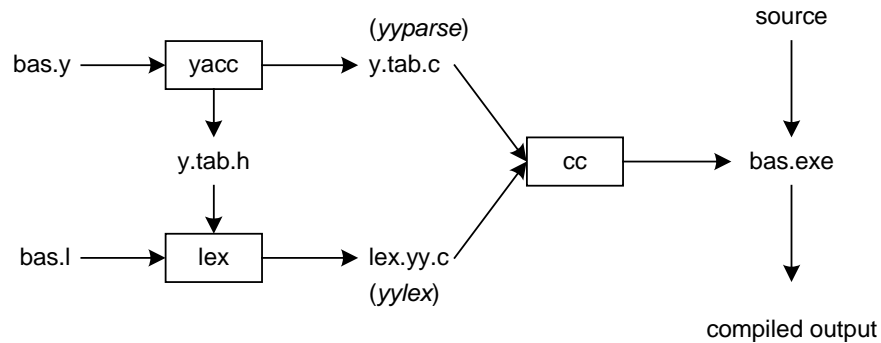 (yyparse)
source
bas.y
yacc
y.tab.c
y.tab.h
cc
bas.exe
bas.l
lex
lex.yy.c
(yylex)
compiled output